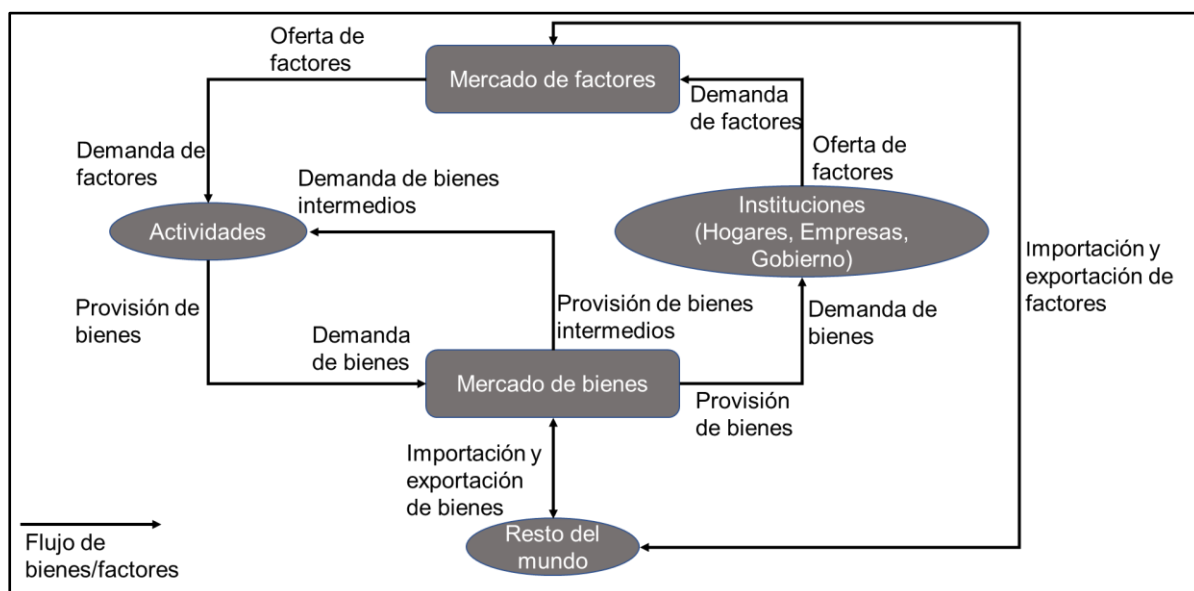 Oferta de
factores
Mercado de factores
Demanda
de factores
Demanda de
factores
Demanda de bienes
intermedios
Oferta de
factores
Actividades
Instituciones
(Hogares, Empresas,
Gobierno)
Importación y
exportación de
factores
Provisión de
bienes
Demanda
de bienes
Provisión de bienes
intermedios
Demanda de
bienes
Mercado de bienes
Provisión
de bienes
Importación y
exportación
de bienes
Resto del
mundo
Flujo de
bienes/factores